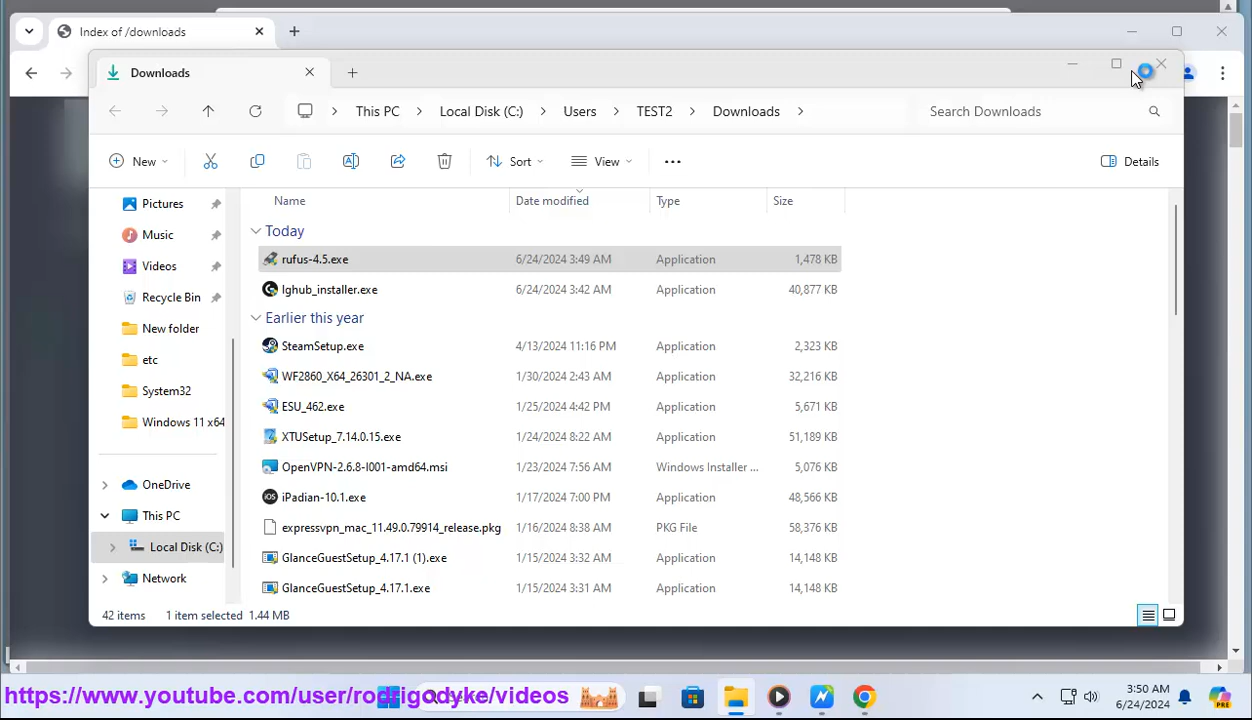 Index of /downloads
Downloads
This PC > Local Disk (C:) > Users > TEST2 > Downloads >
Search Downloads
New
Sort
View
Details
Pictures
Music
Videos
Recycle Bin
New folder
etc
System32
Windows 11 x64
OneDrive
This PC
Local Disk (C:)
Network
Name Date modified Type Size
Today
rufus-4.5.exe 6/24/2024 3:49 AM Application 1,478 KB
lghub_installer.exe 6/24/2024 3:42 AM Application 40,877 KB
Earlier this year
SteamSetup.exe 4/13/2024 11:16 PM Application 2,323 KB
WF2860_X64_26301_2_NA.exe 1/30/2024 2:43 AM Application 32,216 KB
ESU_462.exe 1/25/2024 4:42 PM Application 5,671 KB
XTUSetup_7.14.0.15.exe 1/24/2024 8:22 AM Application 51,189 KB
OpenVPN-2.6.8-I001-amd64.msi 1/23/2024 7:56 AM Windows Installer ... 5,076 KB
iPadian-10.1.exe 1/17/2024 7:00 PM Application 48,566 KB
expressvpn_mac_11.49.0.79914_release.pkg 1/16/2024 8:38 AM PKG File 58,376 KB
GlanceGuestSetup_4.17.1 (1).exe 1/15/2024 3:32 AM Application 14,148 KB
GlanceGuestSetup_4.17.1.exe 1/15/2024 3:31 AM Application 14,148 KB
42 items 1 item selected 1.44 MB
https://www.youtube.com/user/rodrigodyke/videos
3:50 AM
6/24/2024
PRE